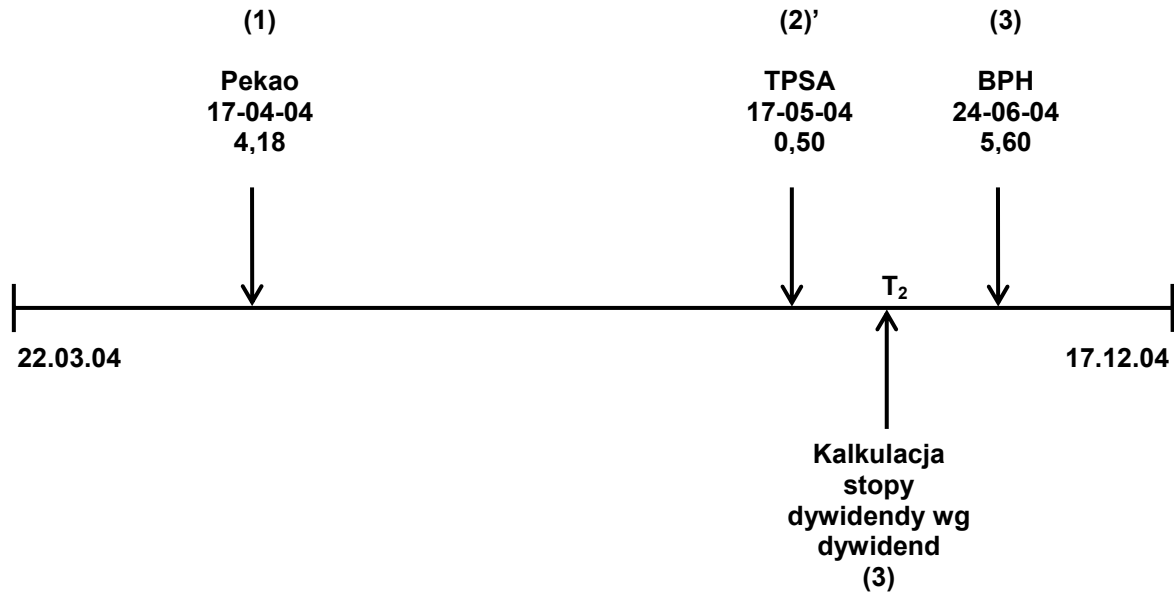 (1)
Pekao
17-04-04
4,18
(2)’
TPSA
17-05-04
0,50
(3)
BPH
24-06-04
5,60
T₂
22.03.04
17.12.04
Kalkulacja
stopy
dywidendy wg
dywidend
(3)